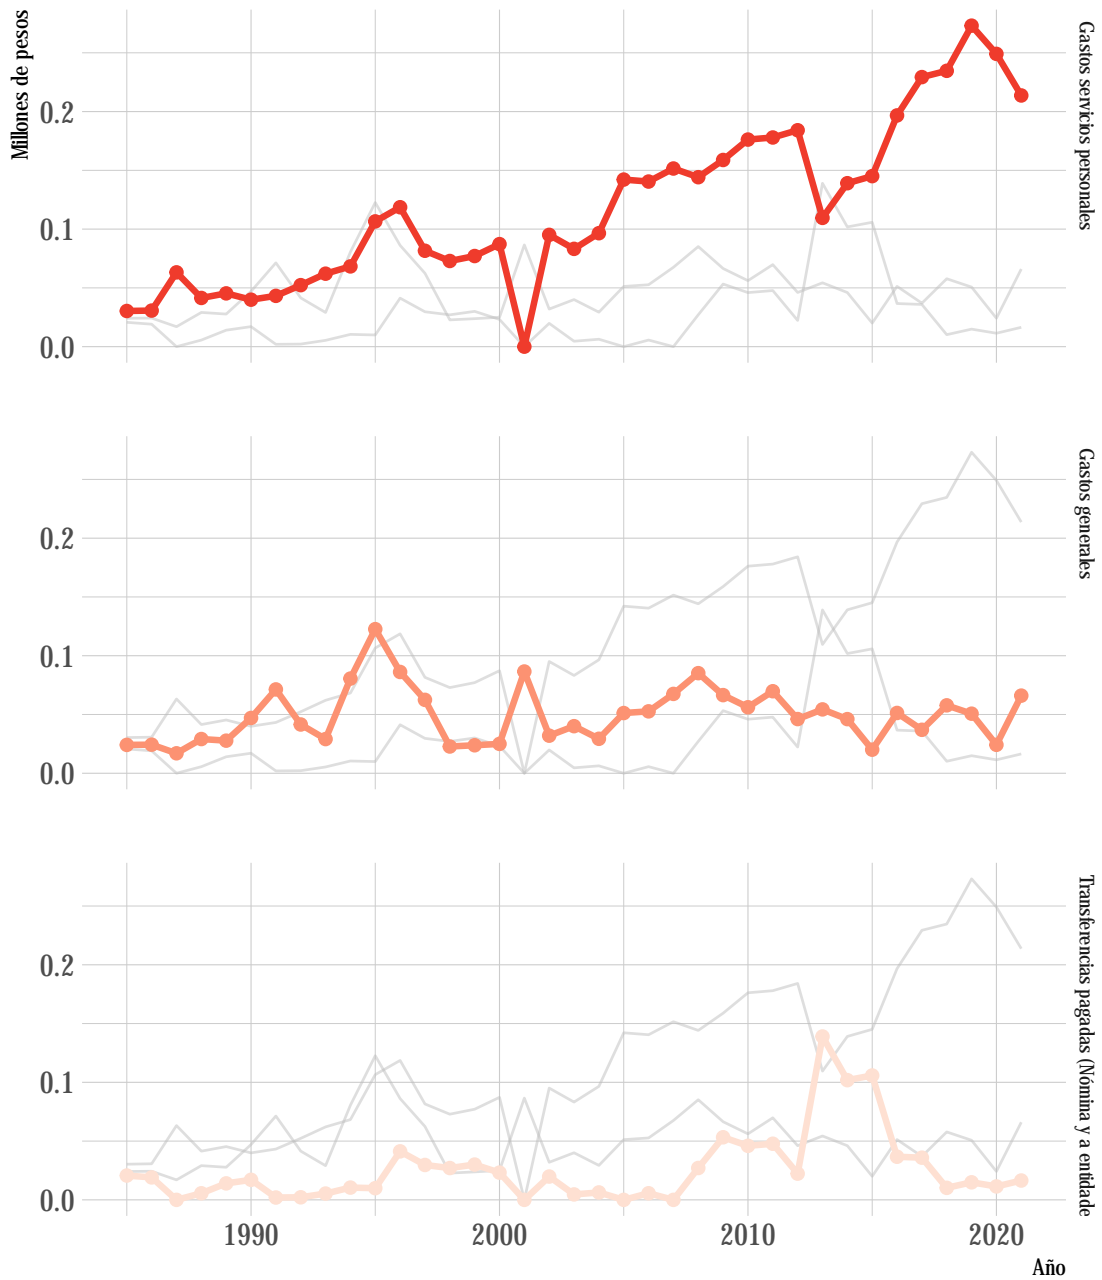 Millones de pesos
0.2
0.1
0.0
Gastos servicios personales
0.2
0.1
0.0
Gastos generales
0.2
0.1
0.0
Transferencias pagadas (Nómina y a entidade
1990
2000
2010
2020
Año